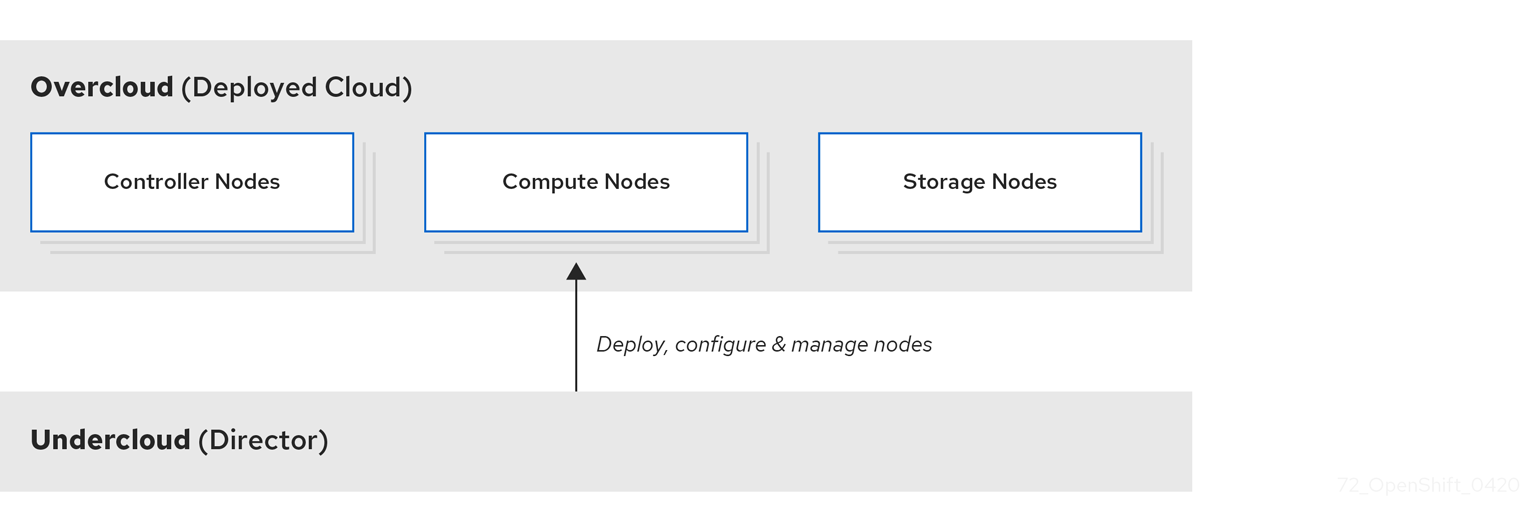 Overcloud (Deployed Cloud)
Controller Nodes
Compute Nodes
Storage Nodes
Deploy, configure & manage nodes
Undercloud (Director)
72_OpenShift_0420